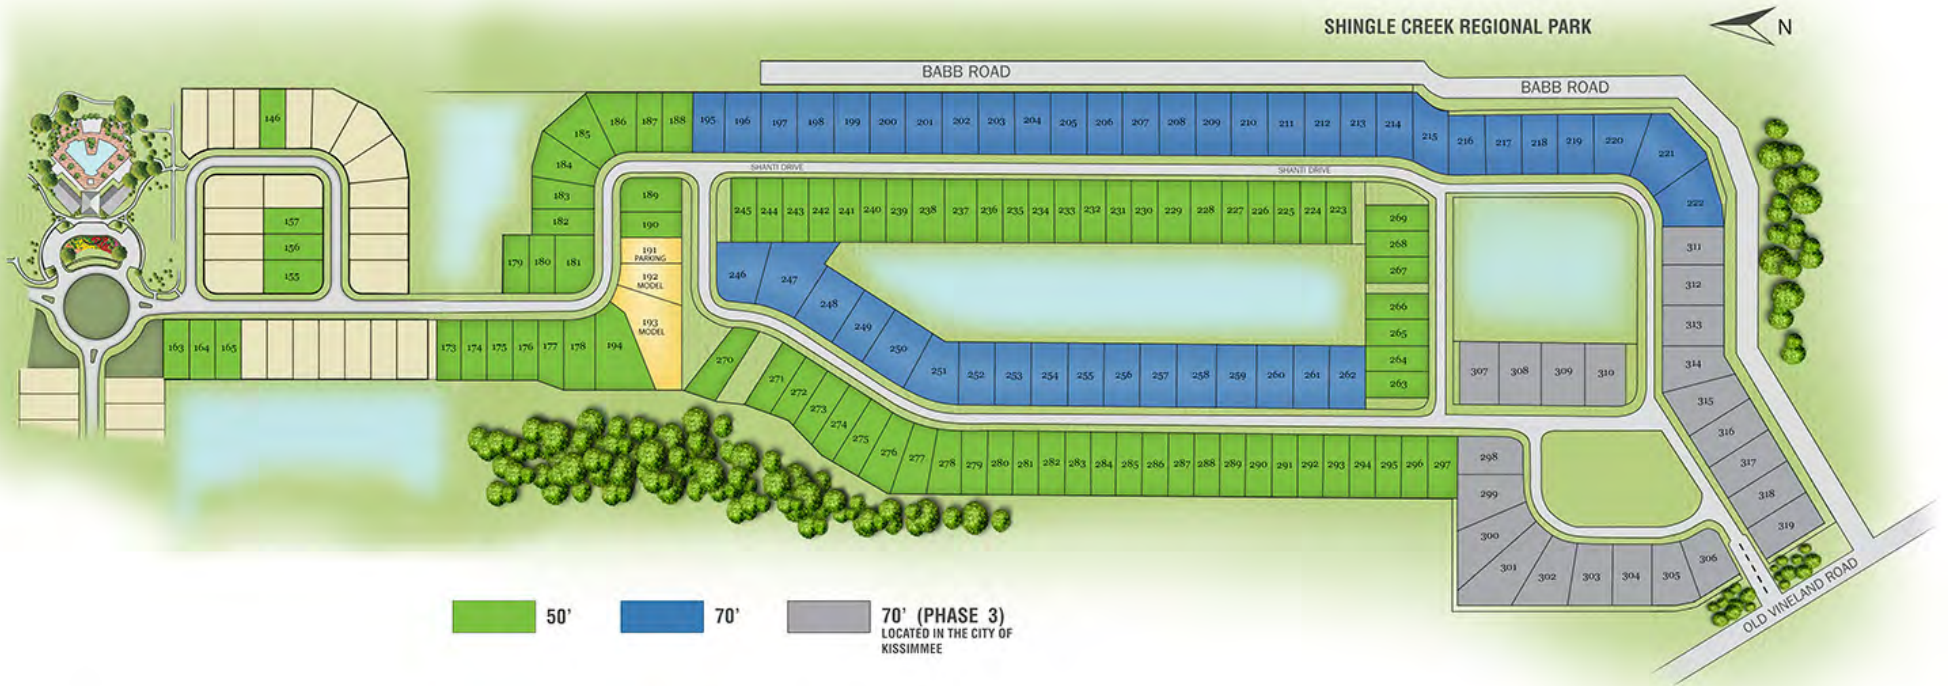 SHINGLE CREEK REGIONAL PARK
N
BABB ROAD
BABB ROAD
146
185 186 187 188 195 196 197 198 199 200 201 202 203 204 205 206 207 208 209 210 211 212 213 214 215 216 217 218 219 220 221
184
SHANTI DRIVE
SHANTI DRIVE
183
189
222
182
190
245 244 243 242 241 240 239 238 237 236 235 234 233 232 231 230 229 228 227 226 225 224 223
269
157
156
155
179 180 181
191
PARKING
192
MODEL
193
MODEL
246 247 248 249 250 251 252 253 254 255 256 257 258 259 260 261 262
268
267
266
265
264
263
311
312
313
314
315
316
317
318
319
163 164 165
173 174 175 176 177 178 194
307 308 309 310
270 271 272 273 274 275 276 277 278 279 280 281 282 283 284 285 286 287 288 289 290 291 292 293 294 295 296 297
298
299
300
301 302 303 304 305 306
OLD VINELAND ROAD
50'
70'
70' (PHASE 3)
LOCATED IN THE CITY OF
KISSIMMEE